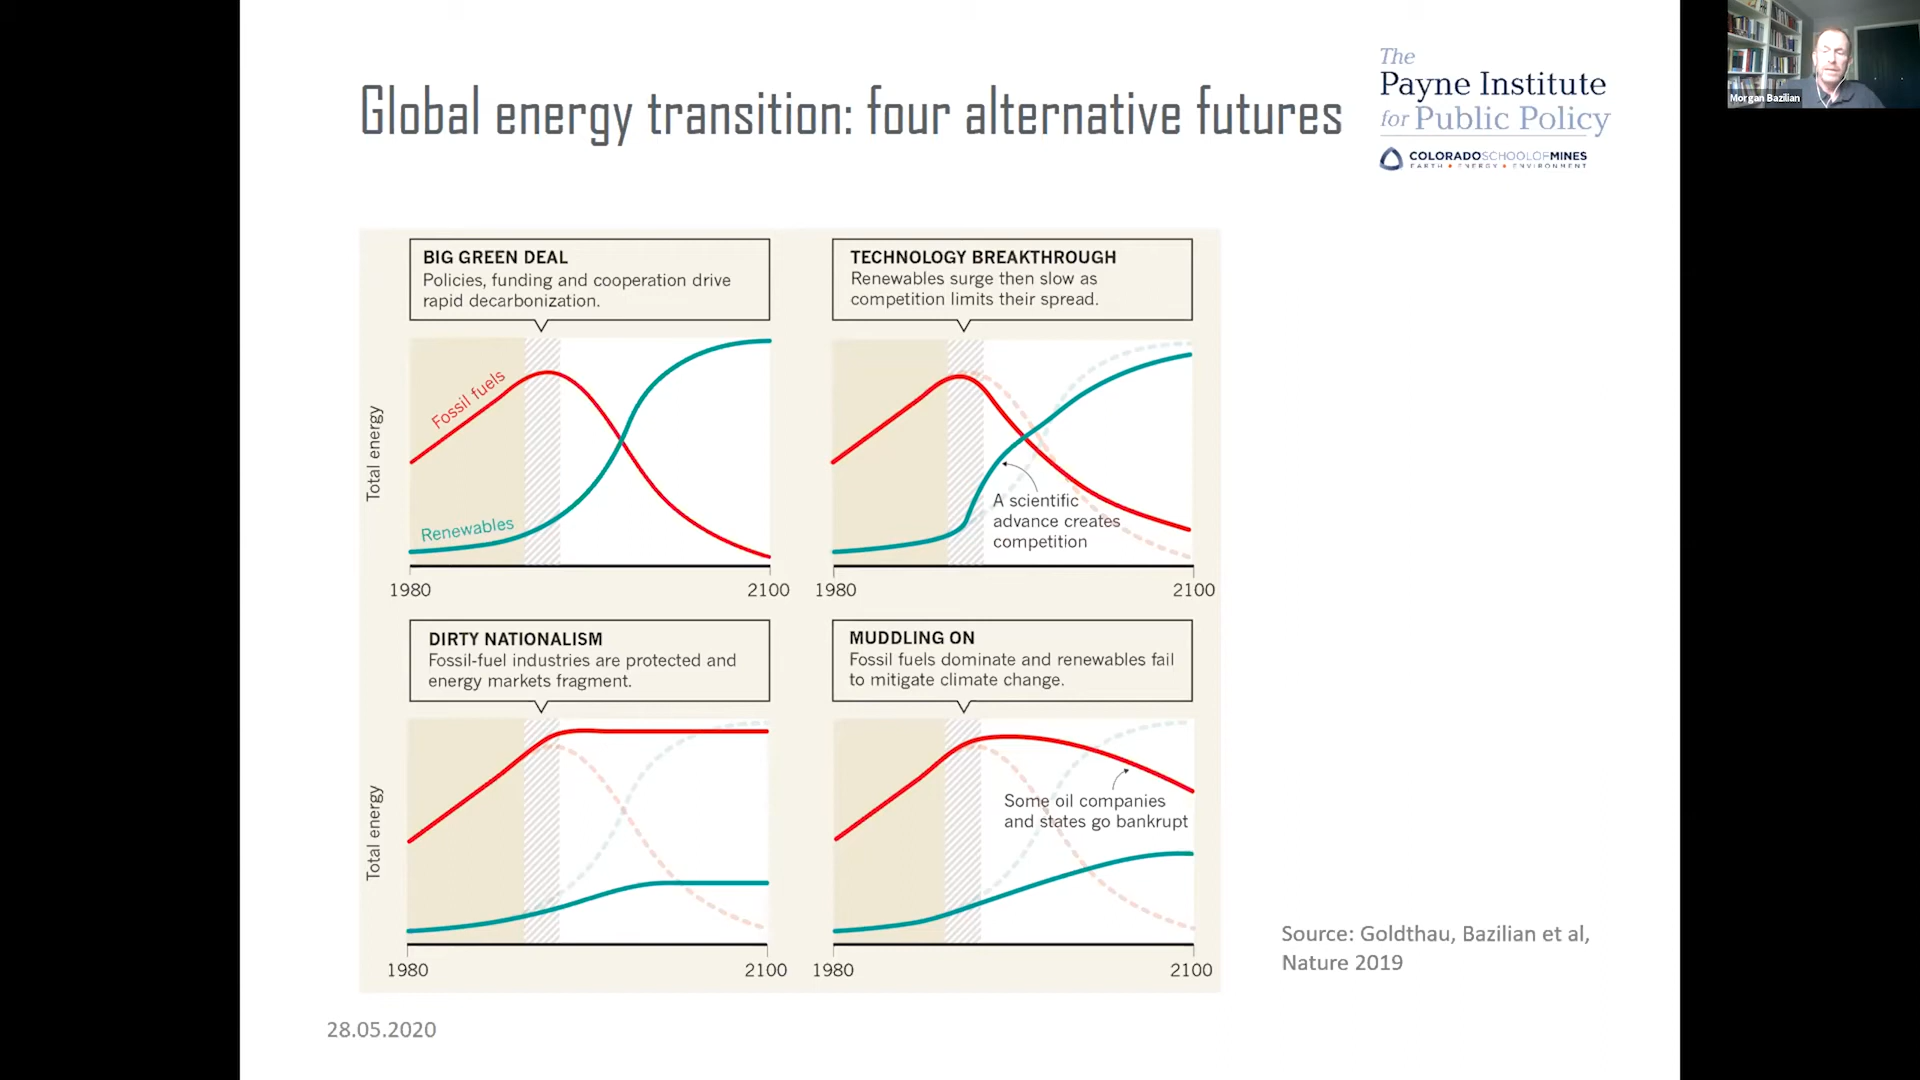 Global energy transition: four alternative futures
The
Payne Institute
for Public Policy
COLORADOSCHOOLOFMINES
EARTH • ENERGY • ENVIRONMENT
Morgan Bazilian
BIG GREEN DEAL
Policies, funding and cooperation drive
rapid decarbonization.
Total energy
Fossil fuels
Renewables
1980
2100
TECHNOLOGY BREAKTHROUGH
Renewables surge then slow as
competition limits their spread.
A scientific
advance creates
competition
1980
2100
DIRTY NATIONALISM
Fossil-fuel industries are protected and
energy markets fragment.
Total energy
1980
2100
MUDDLING ON
Fossil fuels dominate and renewables fail
to mitigate climate change.
Some oil companies
and states go bankrupt
1980
2100
Source: Goldthau, Bazilian et al,
Nature 2019
28.05.2020